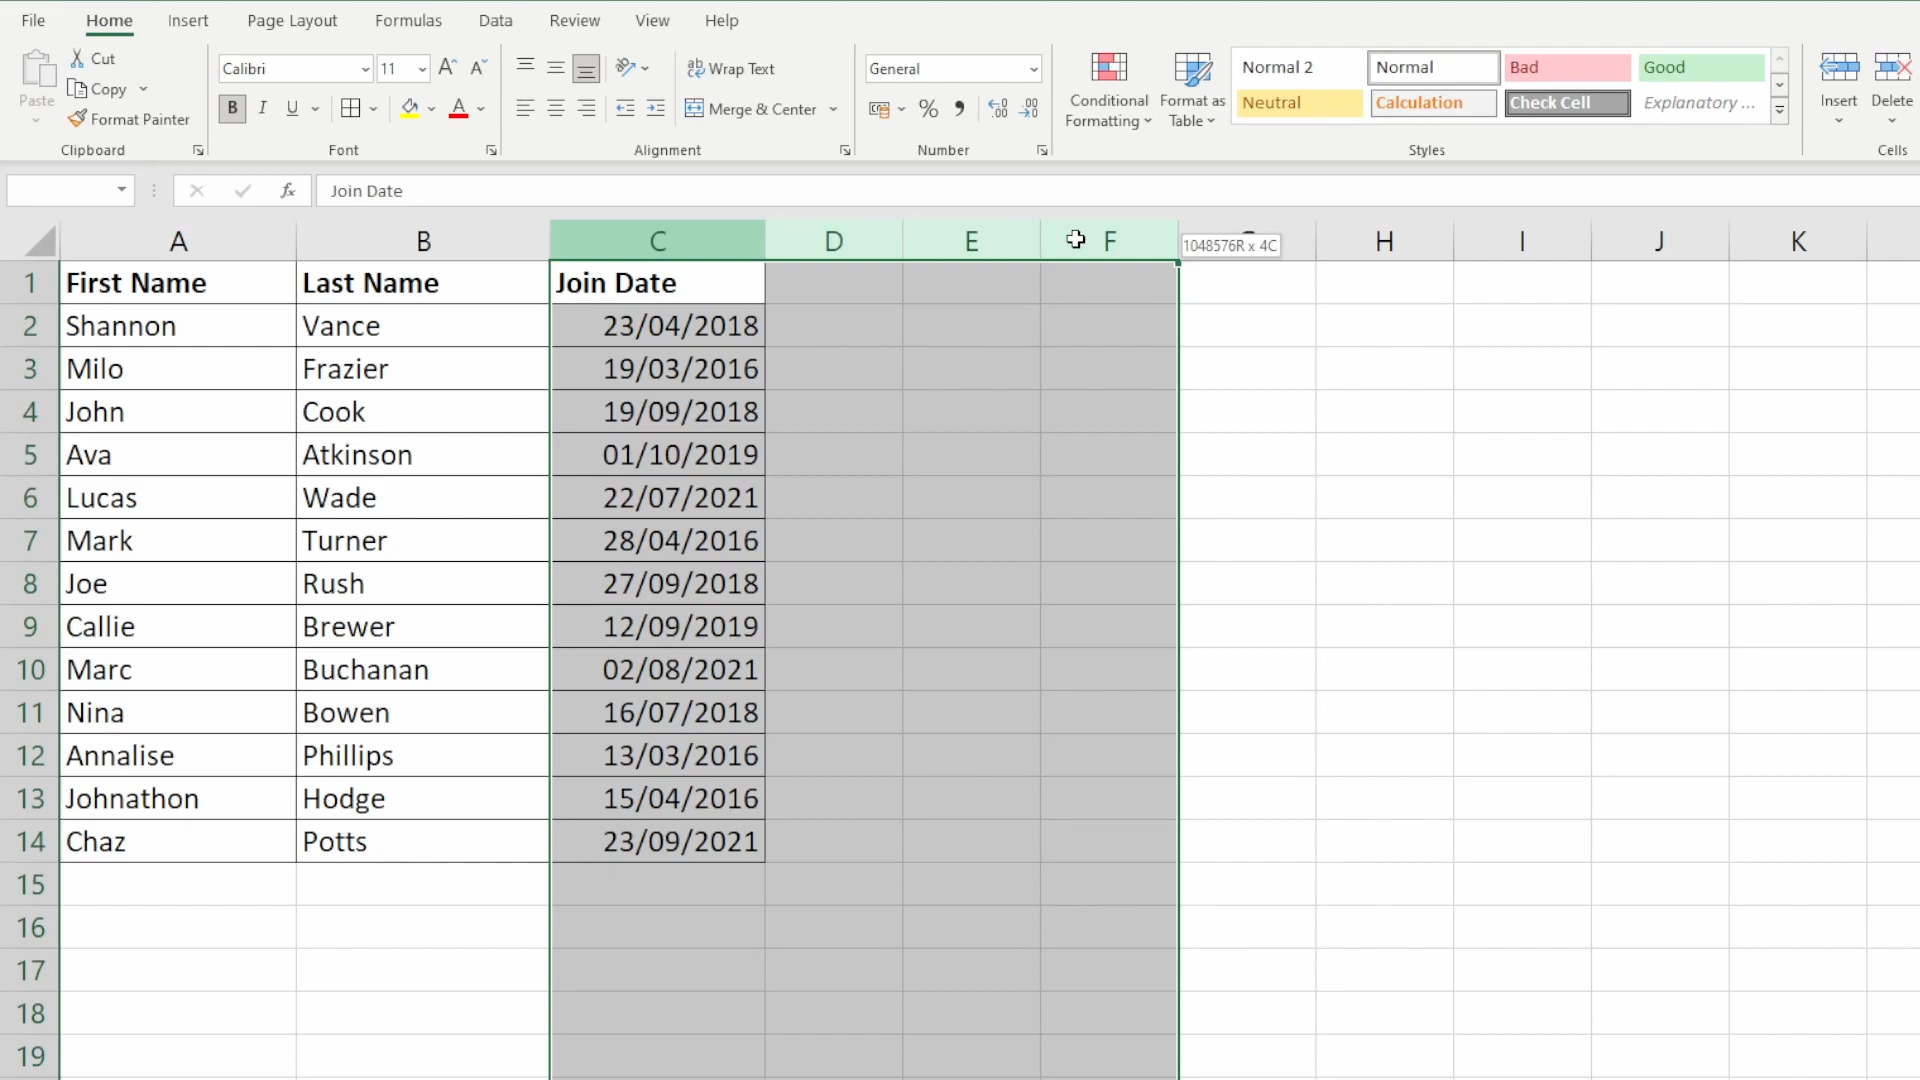 File Home Insert Page Layout Formulas Data Review View Help
Paste Cut Copy Format Painter Clipboard
Calibri 11 A A B I U A Font
ab Wrap Text Merge & Center Alignment
General % 9 .00 .00 Number
Conditional Formatting Format as Table
Normal 2 Normal Bad Good
Neutral Calculation Check Cell Explanatory ...
Styles
Insert Delete Cells
fx Join Date
A B C D E F 1048576R x 4C H I J K
1 First Name Last Name Join Date
2 Shannon Vance 23/04/2018
3 Milo Frazier 19/03/2016
4 John Cook 19/09/2018
5 Ava Atkinson 01/10/2019
6 Lucas Wade 22/07/2021
7 Mark Turner 28/04/2016
8 Joe Rush 27/09/2018
9 Callie Brewer 12/09/2019
10 Marc Buchanan 02/08/2021
11 Nina Bowen 16/07/2018
12 Annalise Phillips 13/03/2016
13 Johnathon Hodge 15/04/2016
14 Chaz Potts 23/09/2021
15
16
17
18
19